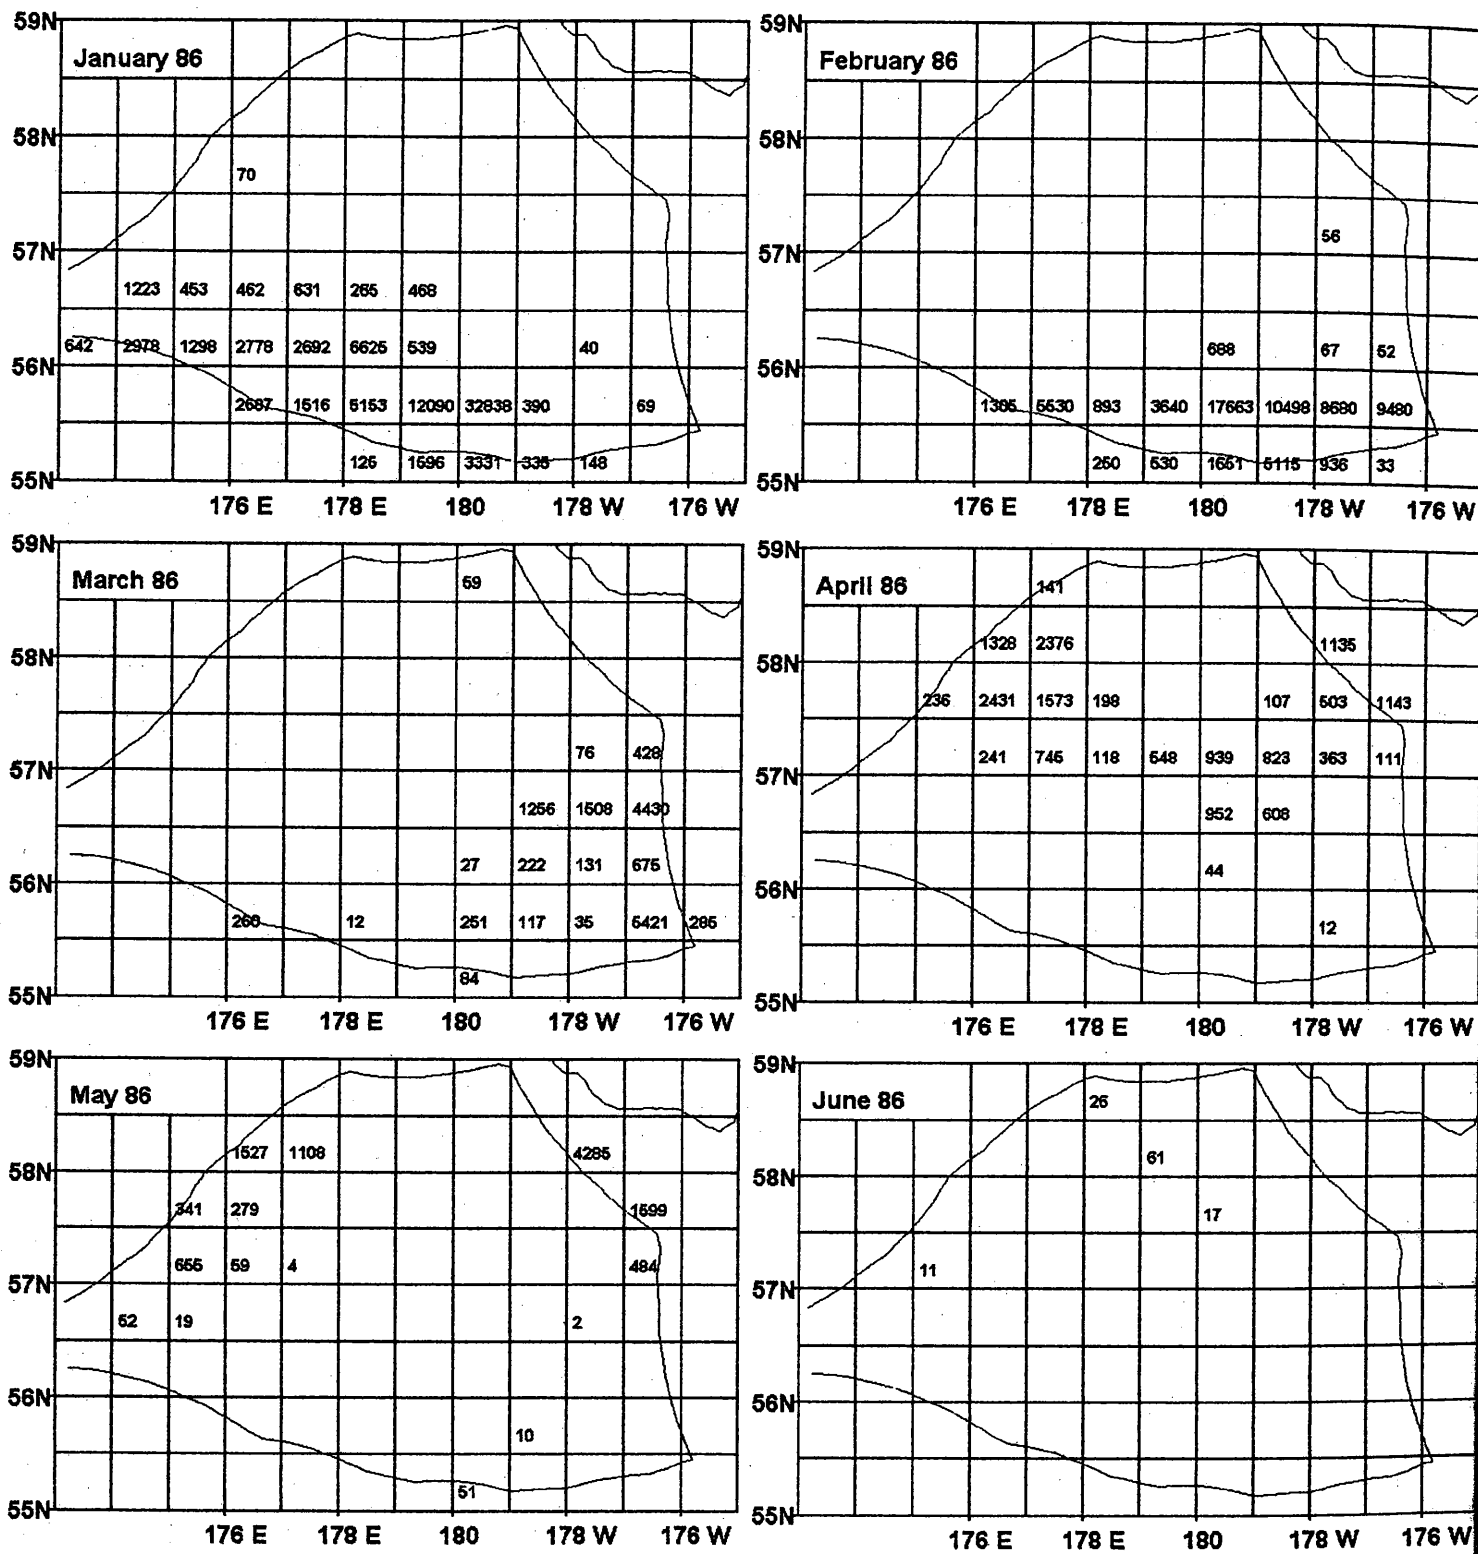 59N
January 86
58N
70
57N
1223 453 462 631 265 468
642 2978 1298 2778 2692 6625 539 40
56N
2687 1516 5153 12090 32838 390 69
125 1596 3331 335 148
55N
176 E 178 E 180 178 W 176 W
59N
February 86
58N
57N
56
688 67 52
56N
1365 5530 893 3640 17663 10498 8680 9480
250 530 1651 5115 936 33
55N
176 E 178 E 180 178 W 176 W
59N
March 86
59
58N
76 428
57N
1256 1508 4430
27 222 131 675
56N
260 12 251 117 35 5421 285
84
55N
176 E 178 E 180 178 W 176 W
59N
April 86
141
1328 2376 1135
58N
236 2431 1573 198 107 503 1143
241 745 118 548 939 823 363 111
57N
952 608
44
56N
12
55N
176 E 178 E 180 178 W 176 W
59N
May 86
1527 1108 4285
58N
341 279 1599
655 59 4 484
57N
52 19 2
56N
10
51
55N
176 E 178 E 180 178 W 176 W
59N
June 86
26
61
58N
17
11
57N
56N
55N
176 E 178 E 180 178 W 176 W